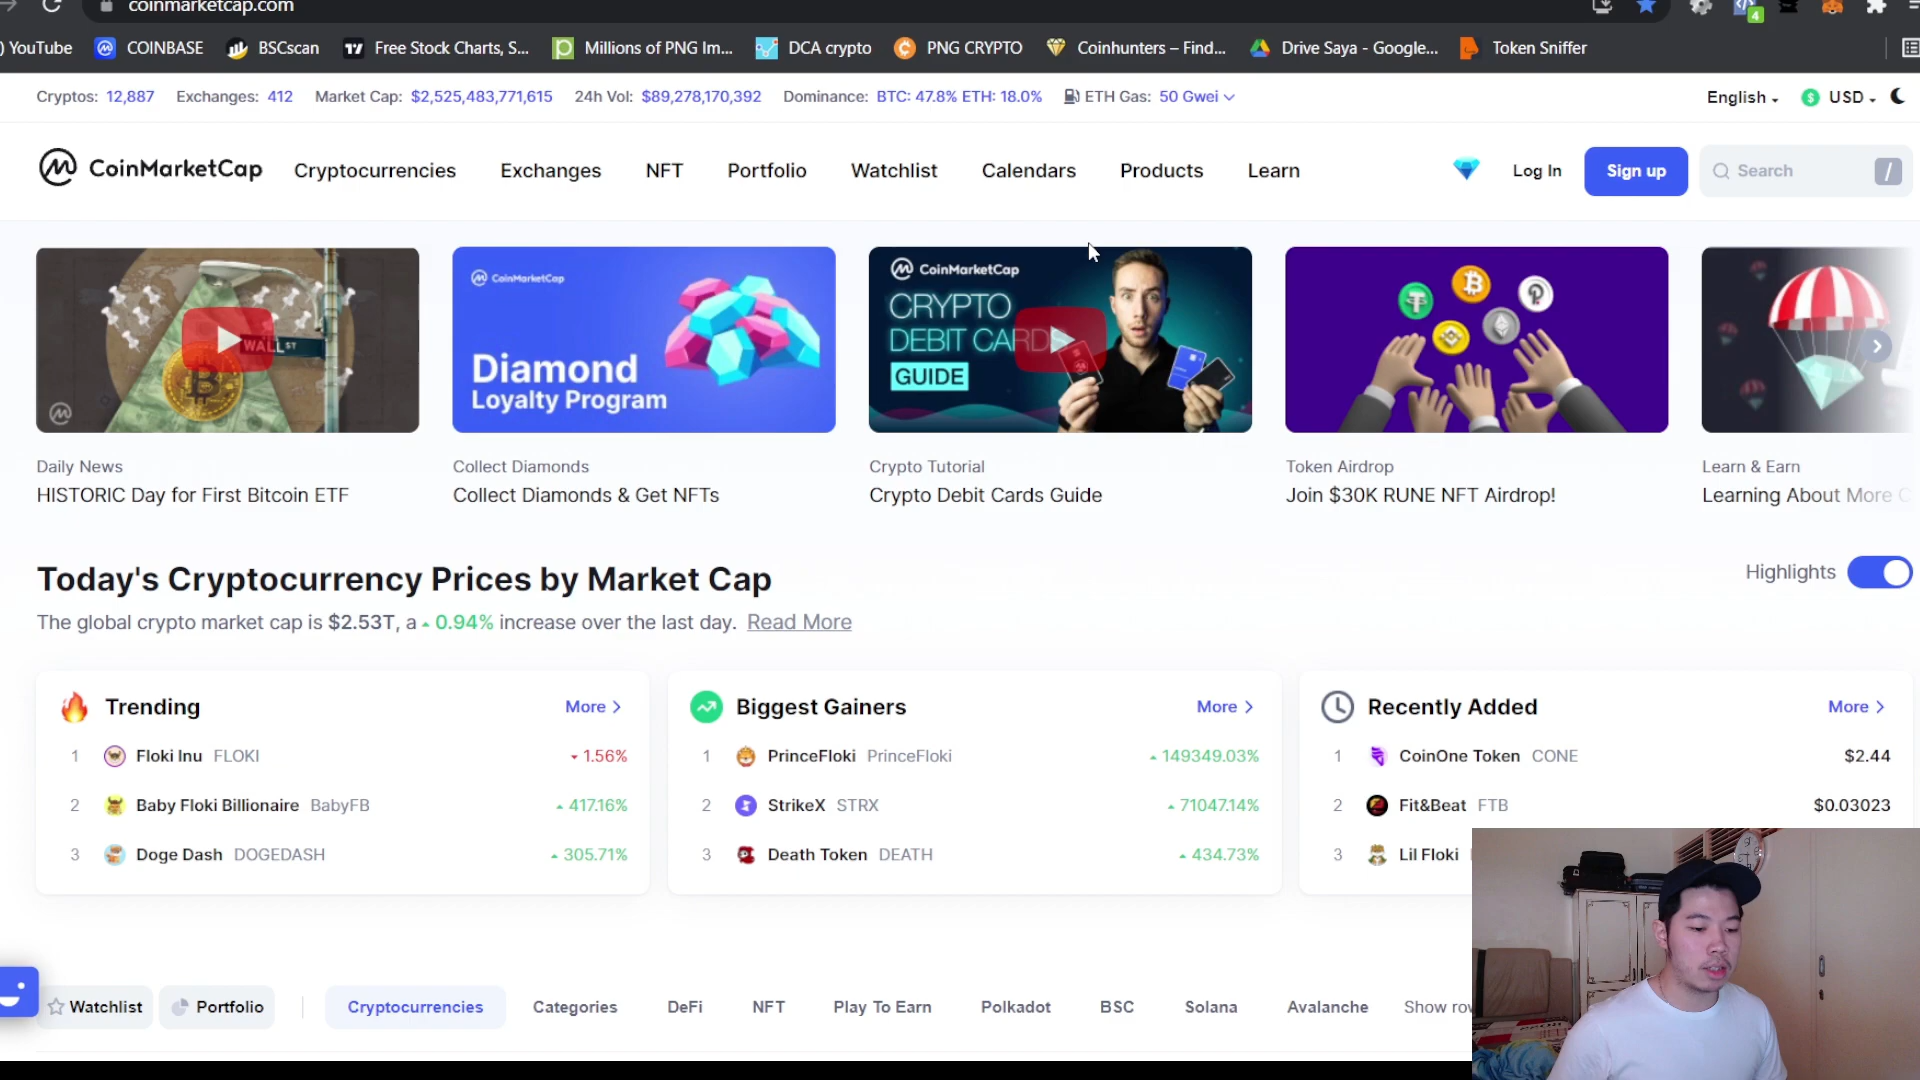 coinmarketcap.com
YouTube COINBASE BSCscan Free Stock Charts, S... Millions of PNG Im... DCA crypto PNG CRYPTO Coinhunters – Find... Drive Saya - Google... Token Sniffer
Cryptos: 12,887 Exchanges: 412 Market Cap: $2,525,483,771,615 24h Vol: $89,278,170,392 Dominance: BTC: 47.8% ETH: 18.0% ETH Gas: 50 Gwei English USD
CoinMarketCap Cryptocurrencies Exchanges NFT Portfolio Watchlist Calendars Products Learn Log In Sign up Search /
WALL ST
CoinMarketCap
Diamond
Loyalty Program
CoinMarketCap
CRYPTO
DEBIT CARDS
GUIDE
Daily News
HISTORIC Day for First Bitcoin ETF
Collect Diamonds
Collect Diamonds & Get NFTs
Crypto Tutorial
Crypto Debit Cards Guide
Token Airdrop
Join $30K RUNE NFT Airdrop!
Learn & Earn
Learning About More C
Today's Cryptocurrency Prices by Market Cap
Highlights
The global crypto market cap is $2.53T, a 0.94% increase over the last day. Read More
Trending More >
1 Floki Inu FLOKI 1.56%
2 Baby Floki Billionaire BabyFB 417.16%
3 Doge Dash DOGEDASH 305.71%
Biggest Gainers More >
1 PrinceFloki PrinceFloki 149349.03%
2 StrikeX STRX 71047.14%
3 Death Token DEATH 434.73%
Recently Added More >
1 CoinOne Token CONE $2.44
2 Fit&Beat FTB $0.03023
3 Lil Floki
Watchlist Portfolio Cryptocurrencies Categories DeFi NFT Play To Earn Polkadot BSC Solana Avalanche Show